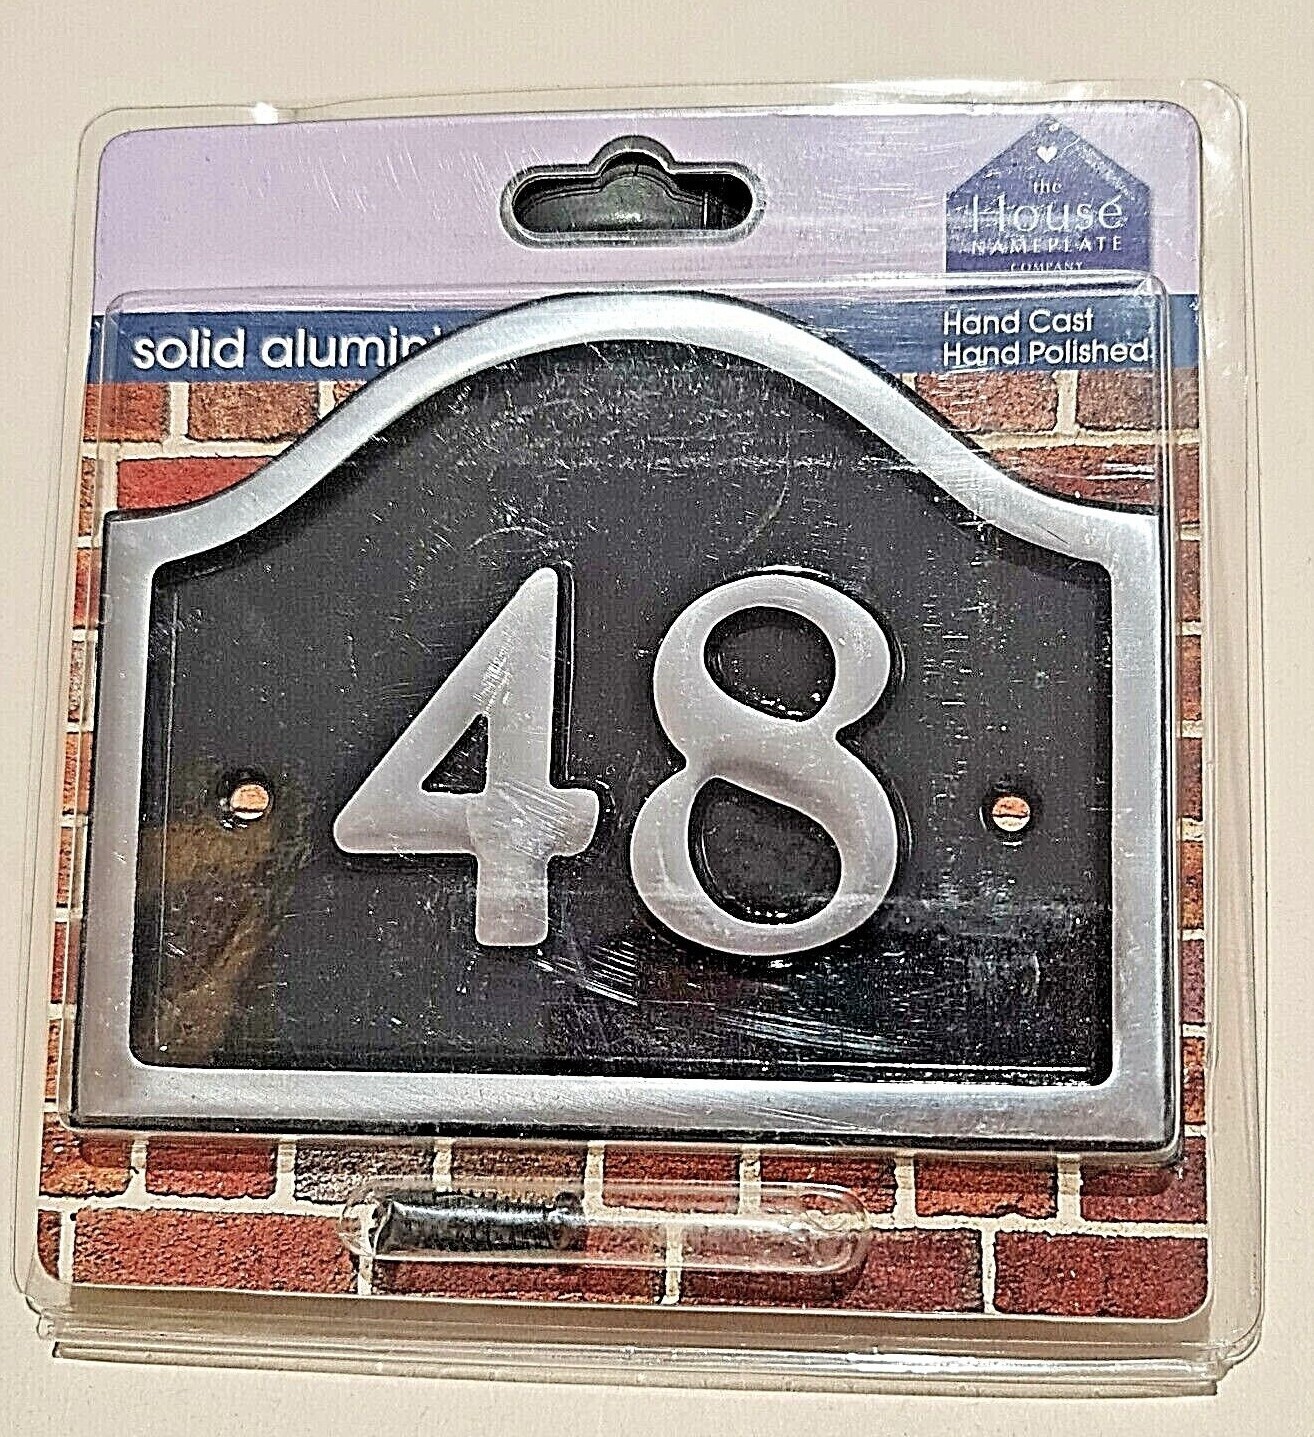 the
House
NAMEPLATE
COMPANY
solid alumini
Hand Cast
Hand Polished
48